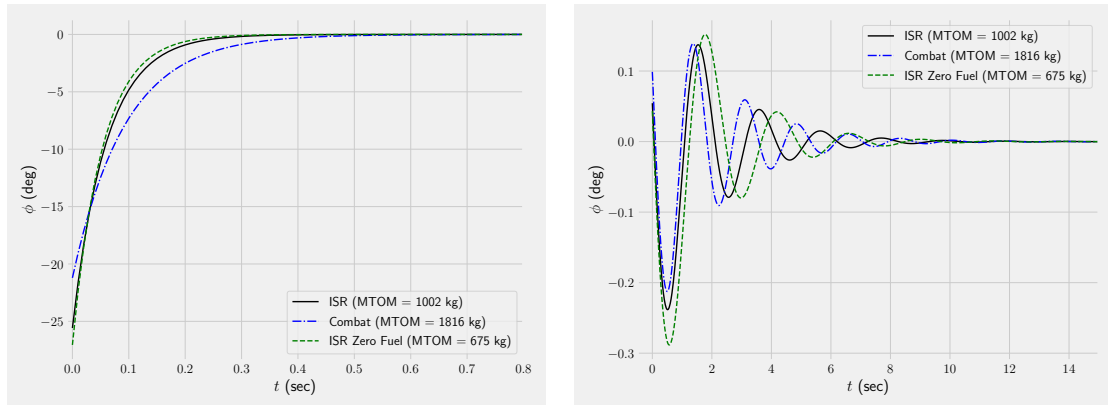 0
−5
−10
−15
−20
−25
ϕ (deg)
0.0 0.1 0.2 0.3 0.4 0.5 0.6 0.7 0.8
t (sec)
ISR (MTOM = 1002 kg)
Combat (MTOM = 1816 kg)
ISR Zero Fuel (MTOM = 675 kg)
0.1
0.0
−0.1
−0.2
−0.3
ϕ (deg)
0 2 4 6 8 10 12 14
t (sec)
ISR (MTOM = 1002 kg)
Combat (MTOM = 1816 kg)
ISR Zero Fuel (MTOM = 675 kg)